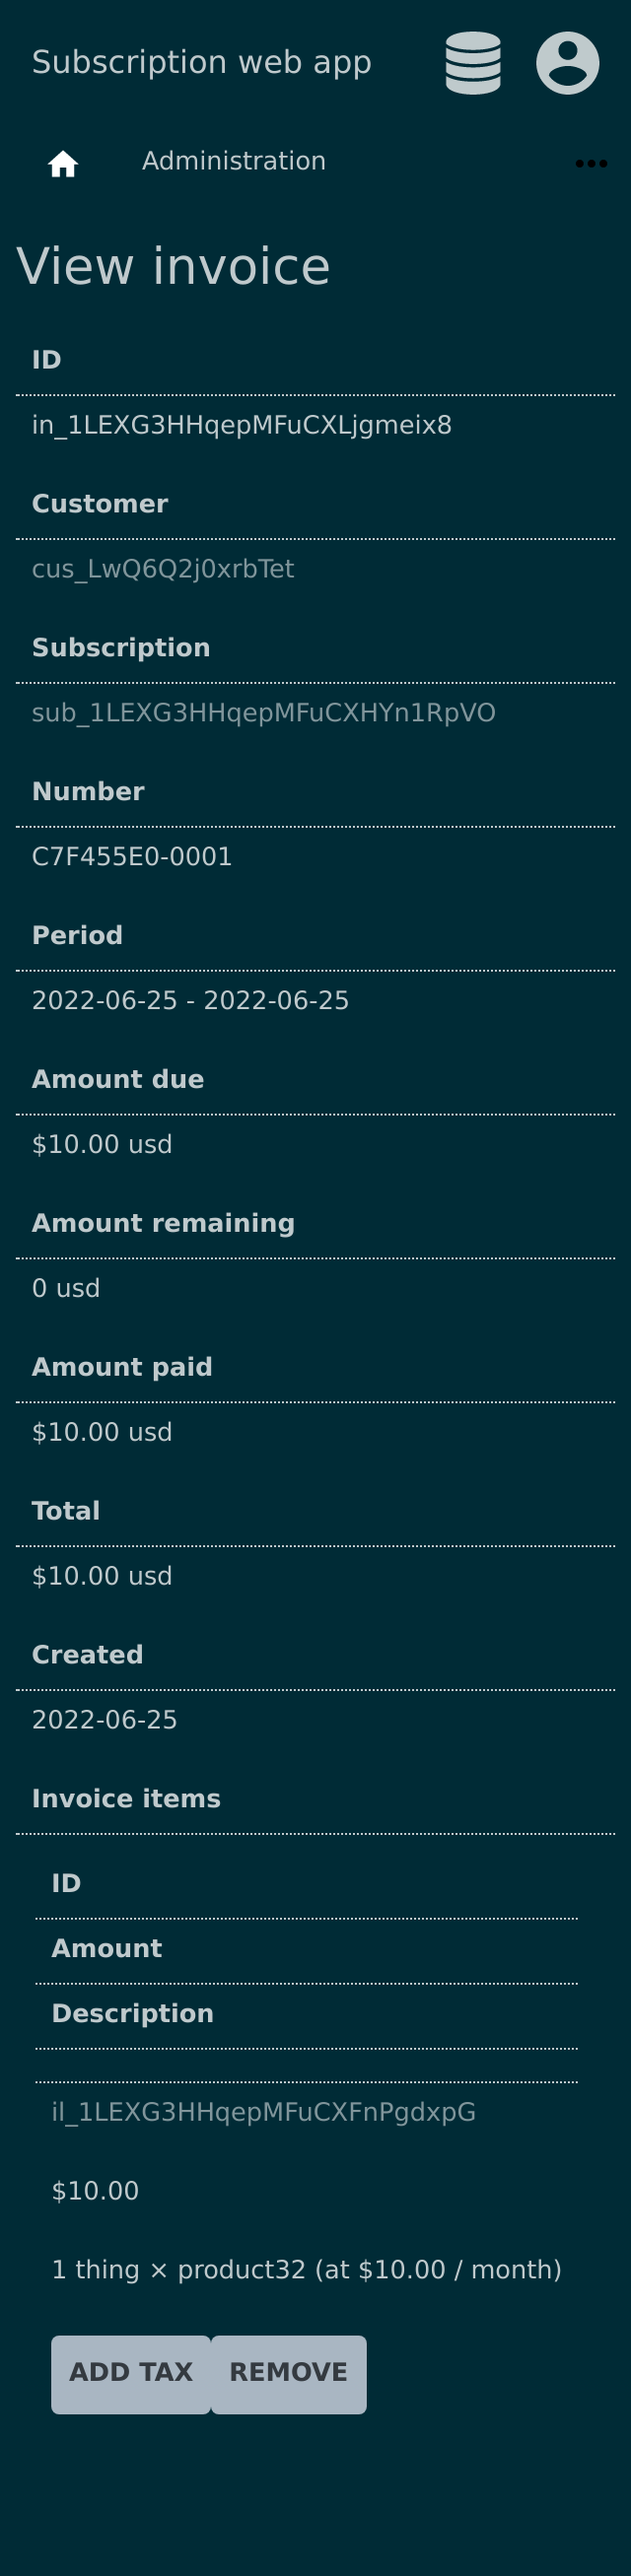 Subscription web app
Administration
View invoice
ID
in_1LEXG3HHqepMFuCXLjgmeix8
Customer
cus_LwQ6Q2j0xrbTet
Subscription
sub_1LEXG3HHqepMFuCXHYn1RpVO
Number
C7F455E0-0001
Period
2022-06-25 - 2022-06-25
Amount due
$10.00 usd
Amount remaining
0 usd
Amount paid
$10.00 usd
Total
$10.00 usd
Created
2022-06-25
Invoice items
ID
Amount
Description
il_1LEXG3HHqepMFuCXFnPgdxpG
$10.00
1 thing × product32 (at $10.00 / month)
ADD TAX REMOVE